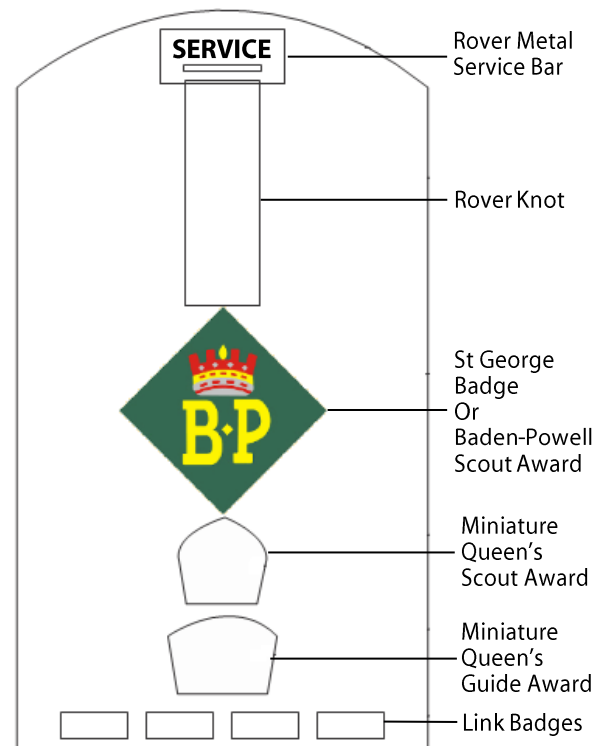 SERVICE
Rover Metal
Service Bar
Rover Knot
B·P
St George
Badge
Or
Baden-Powell
Scout Award
Miniature
Queen's
Scout Award
Miniature
Queen's
Guide Award
Link Badges